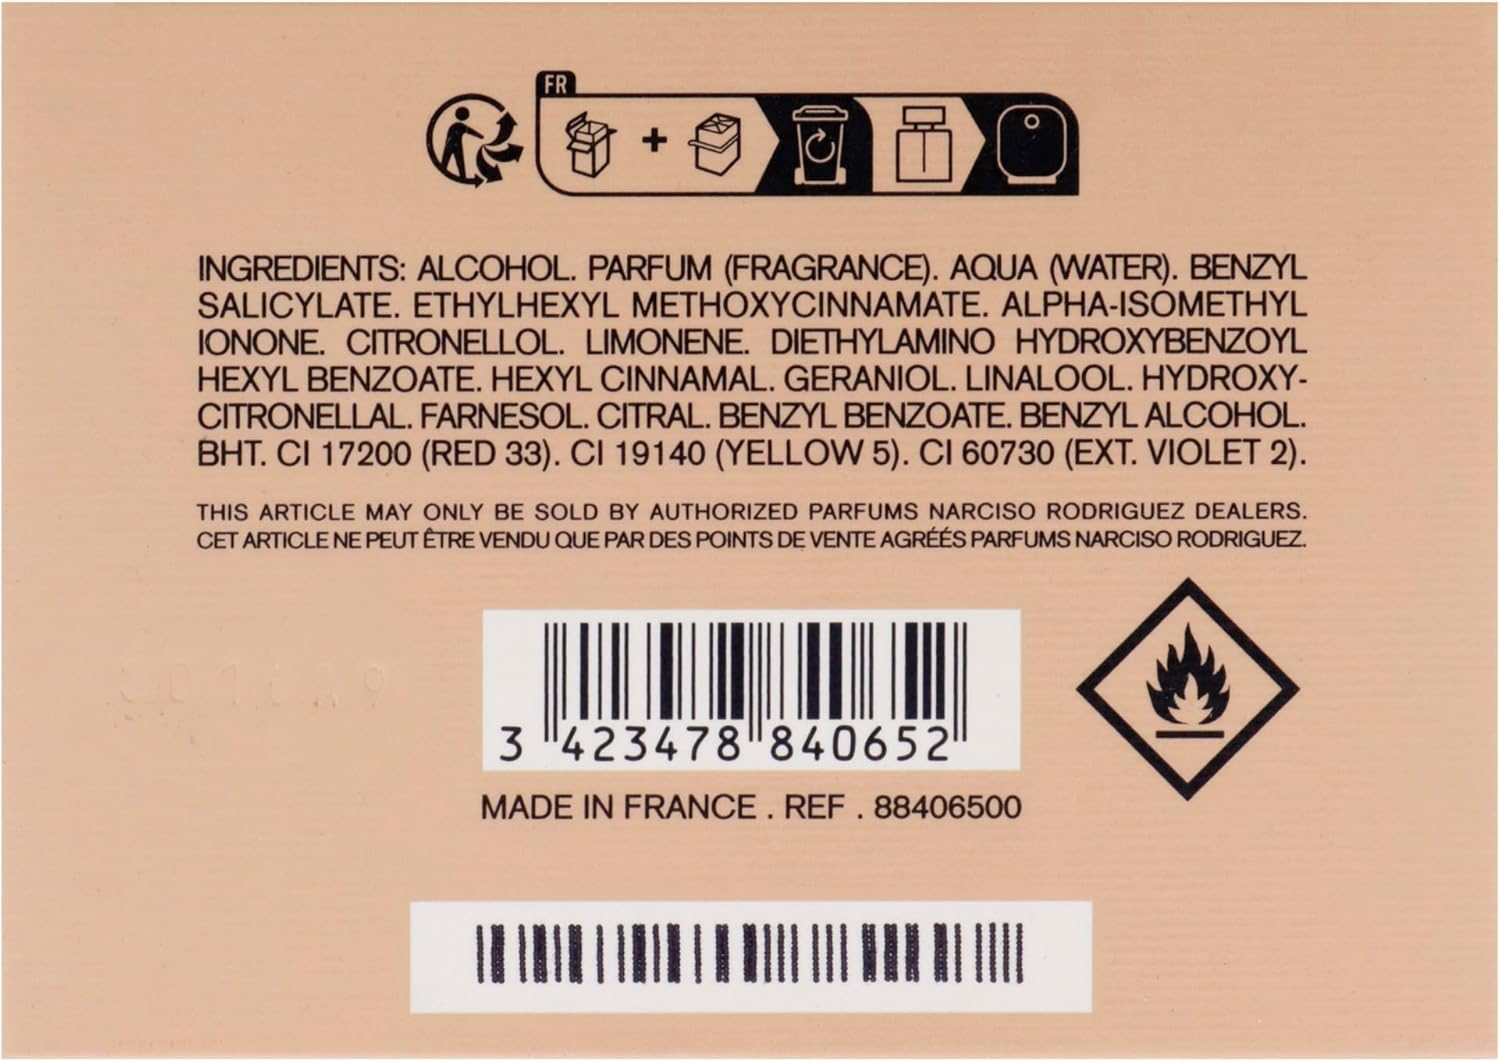 FR
INGREDIENTS: ALCOHOL. PARFUM (FRAGRANCE). AQUA (WATER). BENZYL
SALICYLATE. ETHYLHEXYL METHOXYCINNAMATE. ALPHA-ISOMETHYL
IONONE. CITRONELLOL. LIMONENE. DIETHYLAMINO HYDROXYBENZOYL
HEXYL BENZOATE. HEXYL CINNAMAL. GERANIOL. LINALOOL. HYDROXY-
CITRONELLAL. FARNESOL. CITRAL. BENZYL BENZOATE. BENZYL ALCOHOL.
BHT. CI 17200 (RED 33). CI 19140 (YELLOW 5). CI 60730 (EXT. VIOLET 2).
THIS ARTICLE MAY ONLY BE SOLD BY AUTHORIZED PARFUMS NARCISO RODRIGUEZ DEALERS.
CET ARTICLE NE PEUT ÊTRE VENDU QUE PAR DES POINTS DE VENTE AGRÉÉS PARFUMS NARCISO RODRIGUEZ.
3 423478 840652
MADE IN FRANCE . REF . 88406500